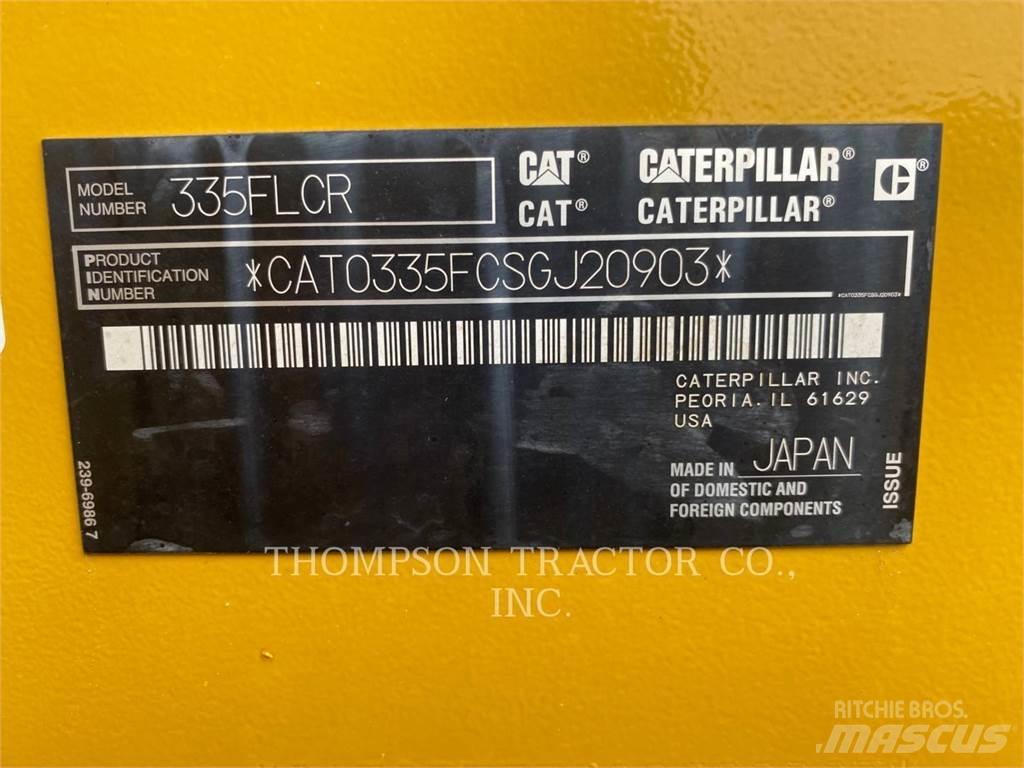 MODEL NUMBER 335FLCR
CAT® CATERPILLAR® C®
CAT® CATERPILLAR®
PRODUCT IDENTIFICATION NUMBER *CAT0335FCSGJ20903*
*CAT0335FCSGJ20903*
CATERPILLAR INC.
PEORIA. IL 61629
USA
MADE IN JAPAN
OF DOMESTIC AND
FOREIGN COMPONENTS
ISSUE
239-6986 7
THOMPSON TRACTOR CO.,
INC.
RITCHIE BROS.
MASCUS